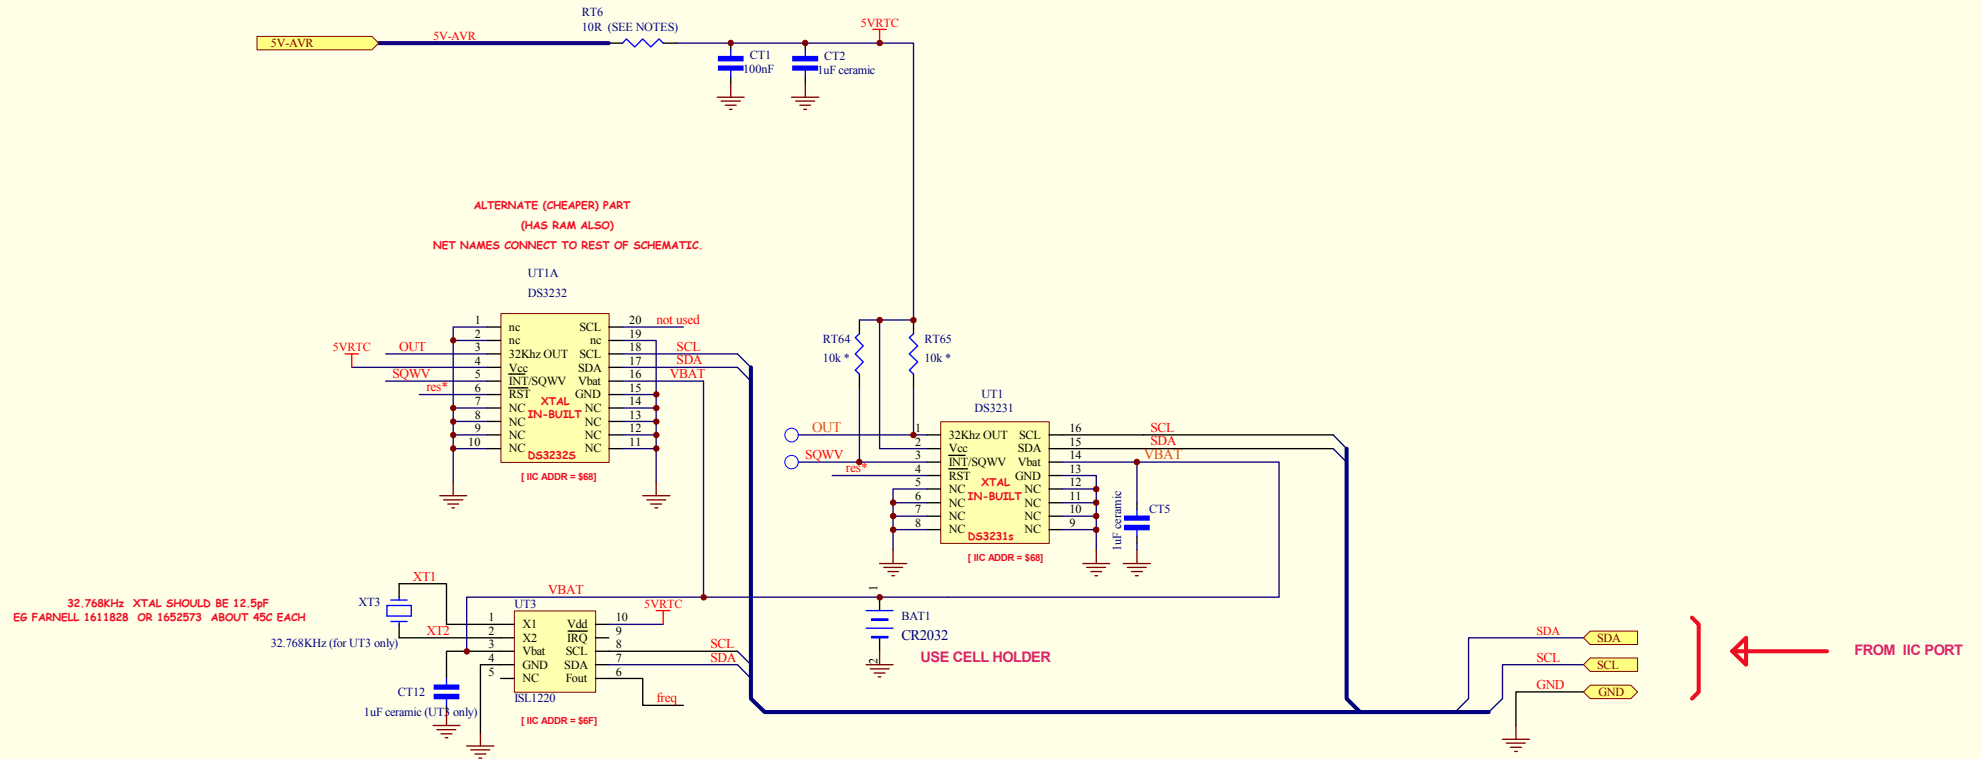 RT6
10R (SEE NOTES)
5VRTC
5V-AVR
5V-AVR
CT1
100nF
CT2
1uF ceramic
ALTERNATE (CHEAPER) PART
(HAS RAM ALSO)
NET NAMES CONNECT TO REST OF SCHEMATIC.
UT1A
DS3232
1 nc SCL 20 not used
2 nc nc 19
OUT 3 32Khz OUT SCL 18 SCL
5VRTC 4 Vcc SDA 17 SDA
SQWV 5 INT/SQWV Vbat 16 VBAT
res* 6 RST GND 15
7 NC NC 14
XTAL
8 NC NC 13
IN-BUILT
9 NC NC 12
10 NC NC 11
DS3232S
[ IIC ADDR = $68]
RT64
10k *
RT65
10k *
UT1
DS3231
OUT 1 32Khz OUT SCL 16 SCL
2 Vcc SDA 15 SDA
SQWV 3 INT/SQWV Vbat 14 VBAT
res* 4 RST GND 13
5 NC NC 12
XTAL
6 NC NC 11
IN-BUILT
7 NC NC 10
8 NC NC 9
DS3231s
[ IIC ADDR = $68]
1uF ceramic
CT5
32.768KHz XTAL SHOULD BE 12.5pF
EG FARNELL 1611828 OR 1652573 ABOUT 45C EACH
XT1
XT3
XT2
32.768KHz (for UT3 only)
VBAT
UT3
5VRTC
1 X1 Vdd 10
2 X2 IRQ 9
3 Vbat SCL 8 SCL
4 GND SDA 7 SDA
5 NC Fout 6 freq
ISL1220
[ IIC ADDR = $6F]
CT12
1uF ceramic (UT3 only)
1
BAT1
CR2032
2
USE CELL HOLDER
SDA SDA
SCL SCL
GND GND
FROM IIC PORT